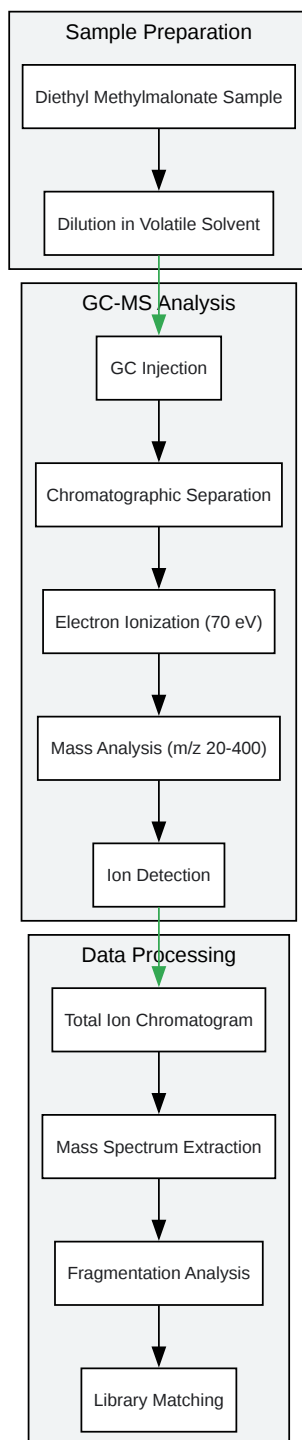 Sample Preparation
Diethyl Methylmalonate Sample
Dilution in Volatile Solvent
GC-MS Analysis
GC Injection
Chromatographic Separation
Electron Ionization (70 eV)
Mass Analysis (m/z 20-400)
Ion Detection
Data Processing
Total Ion Chromatogram
Mass Spectrum Extraction
Fragmentation Analysis
Library Matching